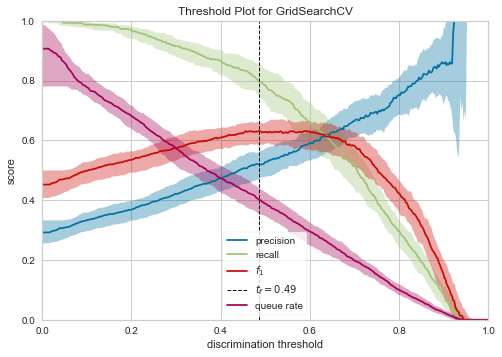 Threshold Plot for GridSearchCV
1.0
0.8
0.6
0.4
0.2
0.0
score
precision
recall
f1
tr = 0.49
queue rate
0.0 0.2 0.4 0.6 0.8 1.0
discrimination threshold